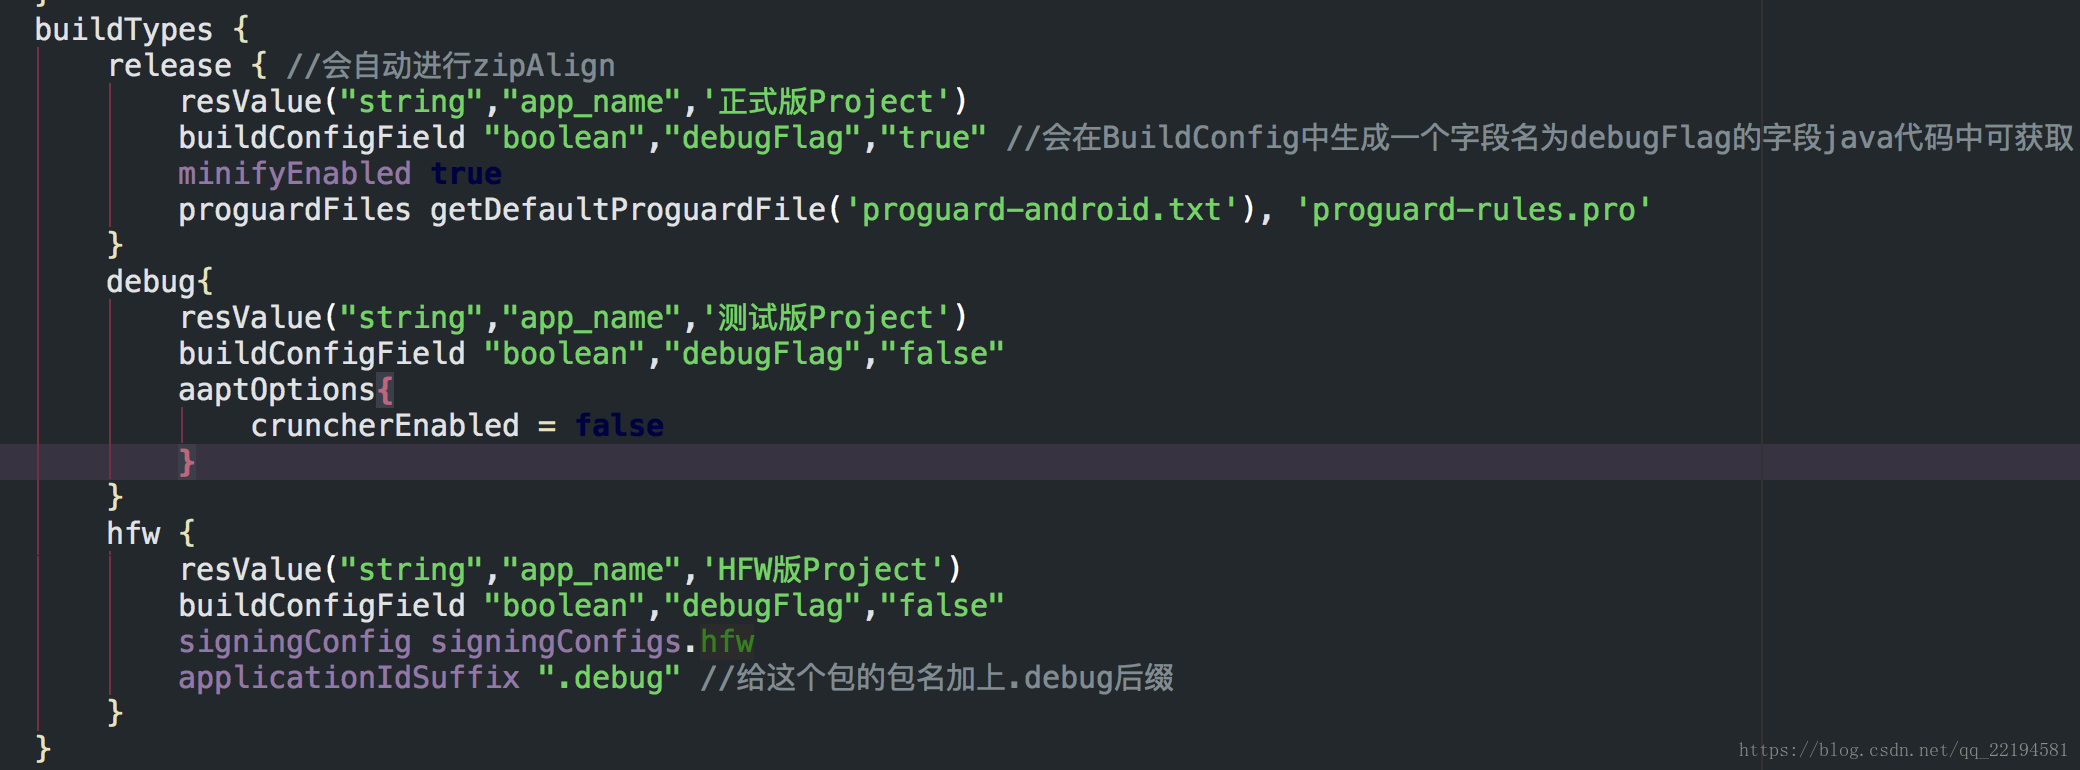 }
buildTypes {
release { //会自动进行zipAlign
resValue("string","app_name",'正式版Project')
buildConfigField "boolean","debugFlag","true" //会在BuildConfig中生成一个字段名为debugFlag的字段java代码中可获取
minifyEnabled true
proguardFiles getDefaultProguardFile('proguard-android.txt'), 'proguard-rules.pro'
}
debug{
resValue("string","app_name",'测试版Project')
buildConfigField "boolean","debugFlag","false"
aaptOptions{
cruncherEnabled = false
}
}
hfw {
resValue("string","app_name",'HFW版Project')
buildConfigField "boolean","debugFlag","false"
signingConfig signingConfigs.hfw
applicationIdSuffix ".debug" //给这个包的包名加上.debug后缀
}
}
https://blog.csdn.net/qq_22194581